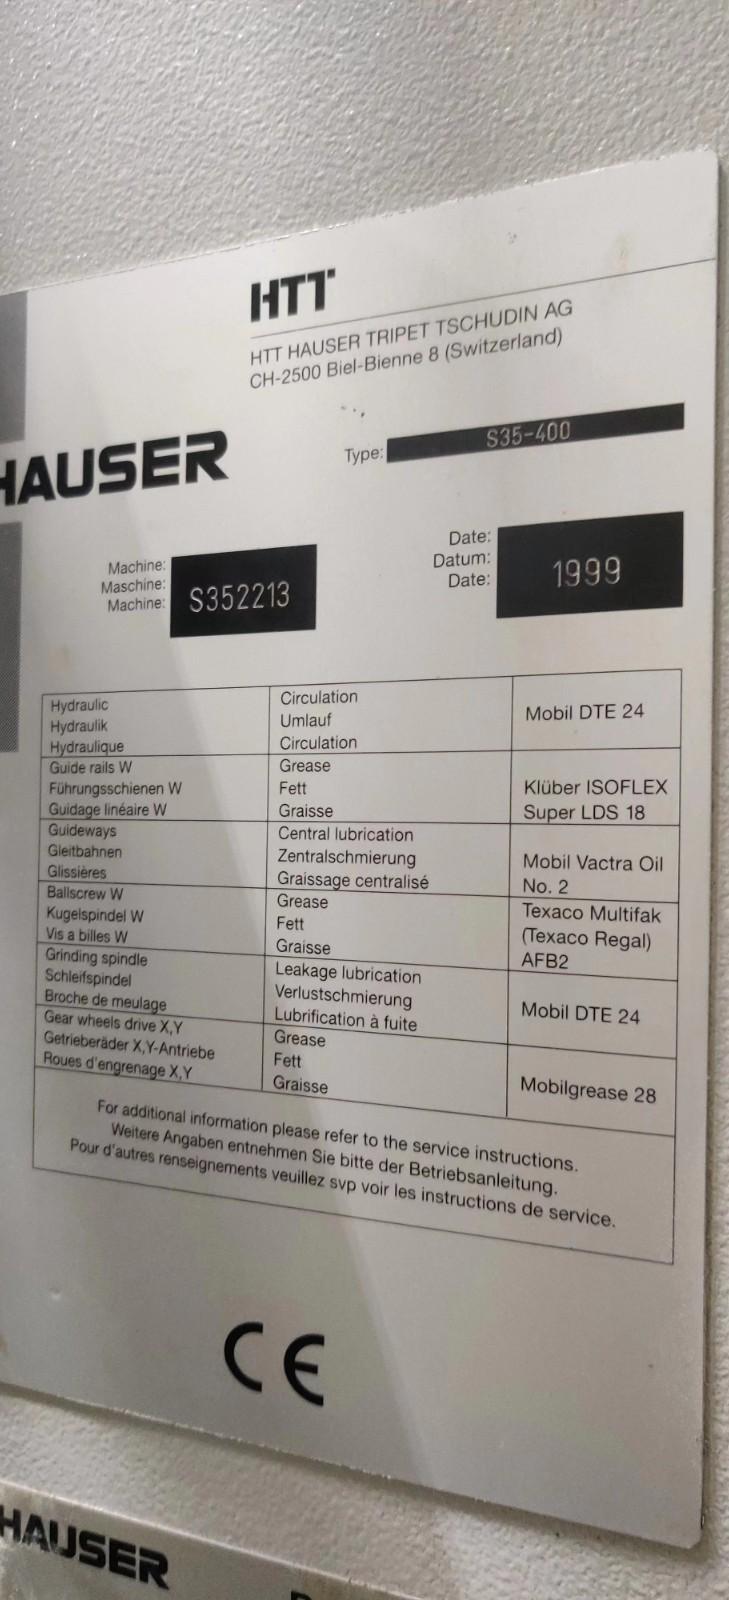 HTT
HTT HAUSER TRIPET TSCHUDIN AG
CH-2500 Biel-Bienne 8 (Switzerland)
HAUSER
Type: S35-400
Machine:
Maschine:
Machine:
S352213
Date:
Datum:
Date:
1999
Hydraulic
Hydraulik
Hydraulique
Circulation
Umlauf
Circulation
Mobil DTE 24
Guide rails W
Führungsschienen W
Guidage linéaire W
Grease
Fett
Graisse
Klüber ISOFLEX
Super LDS 18
Guideways
Gleitbahnen
Glissières
Central lubrication
Zentralschmierung
Graissage centralisé
Mobil Vactra Oil
No. 2
Ballscrew W
Kugelspindel W
Vis a billes W
Grease
Fett
Graisse
Texaco Multifak
(Texaco Regal)
AFB2
Grinding spindle
Schleifspindel
Broche de meulage
Leakage lubrication
Verlustschmierung
Lubrification à fuite
Mobil DTE 24
Gear wheels drive X,Y
Getrieberäder X,Y-Antriebe
Roues d'engrenage X,Y
Grease
Fett
Graisse
Mobilgrease 28
For additional information please refer to the service instructions.
Weitere Angaben entnehmen Sie bitte der Betriebsanleitung.
Pour d'autres renseignements veuillez svp voir les instructions de service.
CE
HAUSER